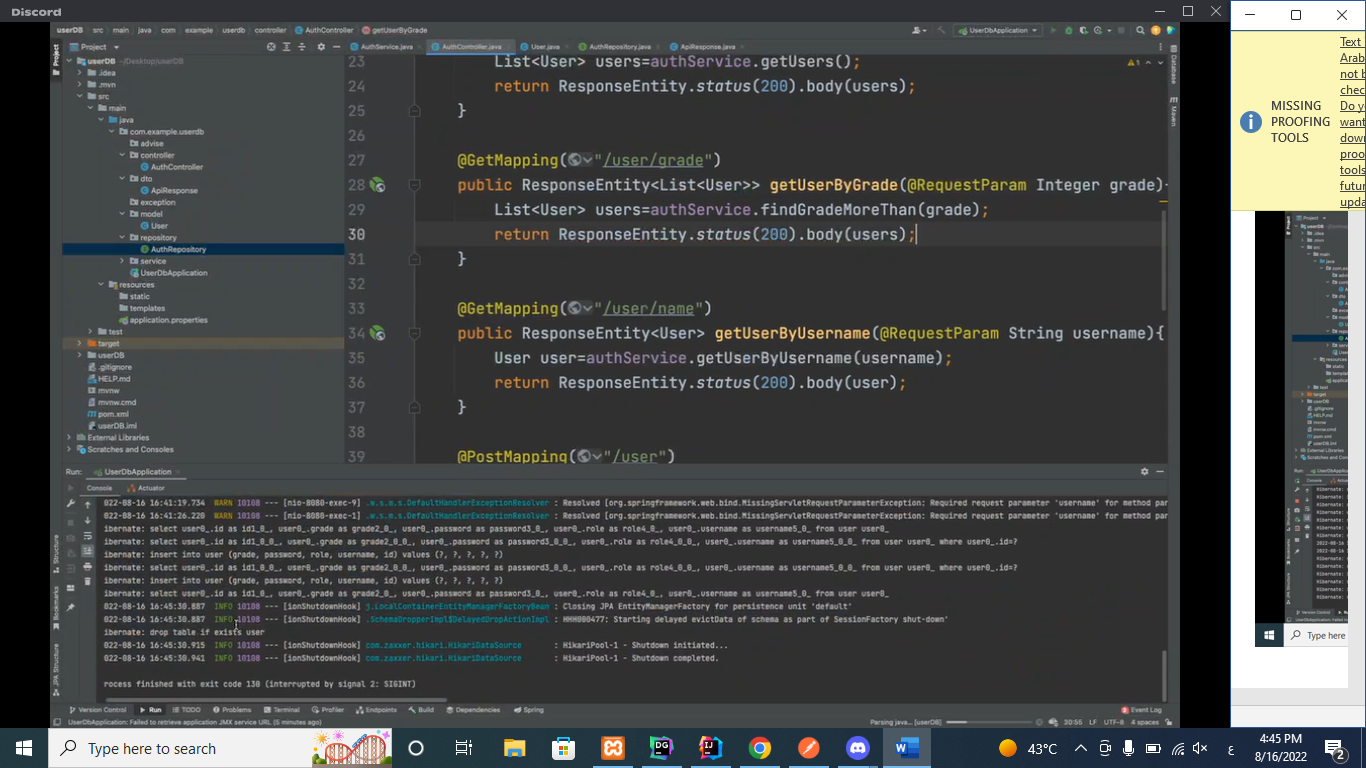 Discord
userDB src main java com example userdb controller AuthController getUserByGrade
UserDbApplication
Project
AuthService.java AuthController.java User.java AuthRepository.java ApiResponse.java
userDB ~/Desktop/userDB
.idea
.mvn
src
main
java
com.example.userdb
advise
controller
AuthController
dto
ApiResponse
exception
model
User
repository
AuthRepository
service
UserDbApplication
resources
static
templates
application.properties
test
target
userDB
.gitignore
HELP.md
mvnw
mvnw.cmd
pom.xml
userDB.iml
External Libraries
Scratches and Consoles
23 List<User> users=authService.getUsers();
24 return ResponseEntity.status(200).body(users);
25 }
26
27 @GetMapping("/user/grade")
28 public ResponseEntity<List<User>> getUserByGrade(@RequestParam Integer grade){
29 List<User> users=authService.findGradeMoreThan(grade);
30 return ResponseEntity.status(200).body(users);
31 }
32
33 @GetMapping("/user/name")
34 public ResponseEntity<User> getUserByUsername(@RequestParam String username){
35 User user=authService.getUserByUsername(username);
36 return ResponseEntity.status(200).body(user);
37 }
38
39 @PostMapping("/user")
1
Database
Maven
Project
Structure
Bookmarks
JPA Structure
Run: UserDbApplication
Console Actuator
022-08-16 16:41:19.734 WARN 10108 --- [nio-8080-exec-9] .w.s.m.s.DefaultHandlerExceptionResolver : Resolved [org.springframework.web.bind.MissingServletRequestParameterException: Required request parameter 'username' for method par
022-08-16 16:41:26.220 WARN 10108 --- [nio-8080-exec-1] .w.s.m.s.DefaultHandlerExceptionResolver : Resolved [org.springframework.web.bind.MissingServletRequestParameterException: Required request parameter 'username' for method par
ibernate: select user0_.id as id1_0_, user0_.grade as grade2_0_, user0_.password as password3_0_, user0_.role as role4_0_, user0_.username as username5_0_ from user user0_
ibernate: select user0_.id as id1_0_0_, user0_.grade as grade2_0_0_, user0_.password as password3_0_0_, user0_.role as role4_0_0_, user0_.username as username5_0_0_ from user user0_ where user0_.id=?
ibernate: insert into user (grade, password, role, username, id) values (?, ?, ?, ?, ?)
ibernate: select user0_.id as id1_0_0_, user0_.grade as grade2_0_0_, user0_.password as password3_0_0_, user0_.role as role4_0_0_, user0_.username as username5_0_0_ from user user0_ where user0_.id=?
ibernate: insert into user (grade, password, role, username, id) values (?, ?, ?, ?, ?)
ibernate: select user0_.id as id1_0_, user0_.grade as grade2_0_, user0_.password as password3_0_, user0_.role as role4_0_, user0_.username as username5_0_ from user user0_
022-08-16 16:45:30.887 INFO 10108 --- [ionShutdownHook] j.LocalContainerEntityManagerFactoryBean : Closing JPA EntityManagerFactory for persistence unit 'default'
022-08-16 16:45:30.887 INFO 10108 --- [ionShutdownHook] .SchemaDropperImpl$DelayedDropActionImpl : HHH000477: Starting delayed evictData of schema as part of SessionFactory shut-down'
ibernate: drop table if exists user
022-08-16 16:45:30.915 INFO 10108 --- [ionShutdownHook] com.zaxxer.hikari.HikariDataSource : HikariPool-1 - Shutdown initiated...
022-08-16 16:45:30.941 INFO 10108 --- [ionShutdownHook] com.zaxxer.hikari.HikariDataSource : HikariPool-1 - Shutdown completed.
rocess finished with exit code 130 (interrupted by signal 2: SIGINT)
Version Control Run TODO Problems Terminal Profiler Endpoints Build Dependencies Spring Event Log
UserDbApplication: Failed to retrieve application JMX service URL (5 minutes ago) Parsing java... [userDB] 30:55 LF UTF-8 4 spaces
MISSING
PROOFING
TOOLS
Text
Arab
not b
chec
Do yo
want
down
proo
tools
futur
upda
Type here
Type here to search
43°C
ع
4:45 PM
8/16/2022
2